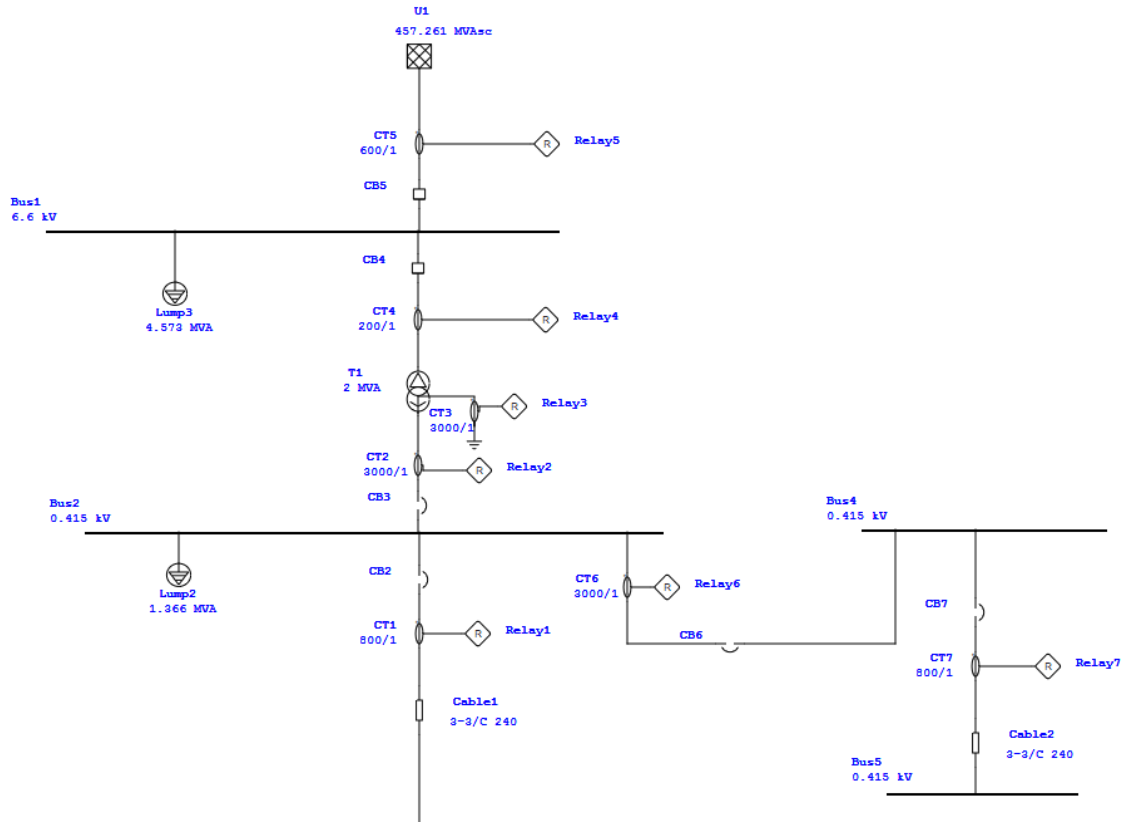 U1
457.261 MVAsc
CT5
600/1
R
Relay5
CB5
Bus1
6.6 kV
CB4
Lump3
4.573 MVA
CT4
200/1
R
Relay4
T1
2 MVA
CT3
3000/1
R
Relay3
CT2
3000/1
R
Relay2
CB3
Bus2
0.415 kV
Bus4
0.415 kV
Lump2
1.366 MVA
CB2
CT6
3000/1
R
Relay6
CB7
CT1
800/1
R
Relay1
CB6
CT7
800/1
R
Relay7
Cable1
3-3/C 240
Cable2
3-3/C 240
Bus5
0.415 kV